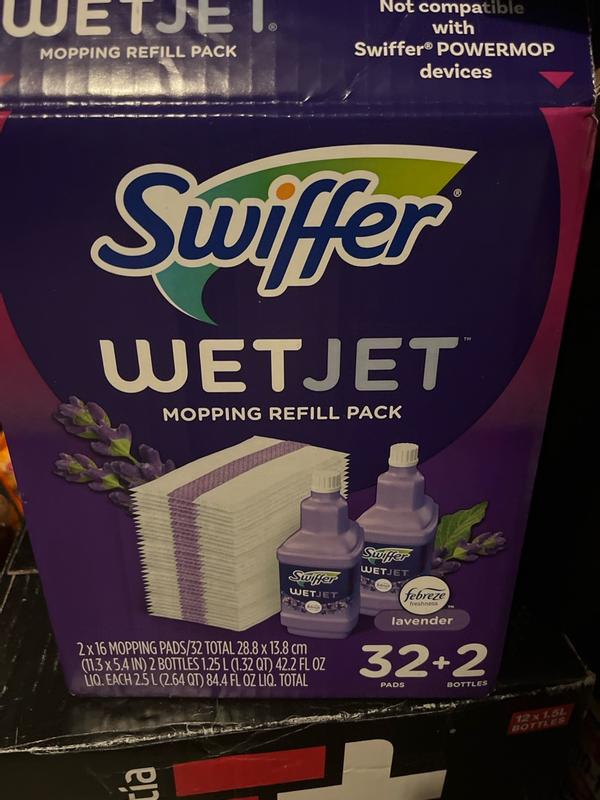 WETJET®
MOPPING REFILL PACK
Not compatible
with
Swiffer® POWERMOP
devices
Swiffer®
WETJET™
MOPPING REFILL PACK
Swiffer
WETJET
Swiffer
WETJET
febreze™
freshness
lavender
2 x 16 MOPPING PADS/32 TOTAL 28.8 x 13.8 cm
(11.3 x 5.4 IN) 2 BOTTLES 1.25 L (1.32 QT) 42.2 FL OZ
LIQ. EACH 2.5 L (2.64 QT) 84.4 FL OZ LIQ. TOTAL
32+2
PADS BOTTLES
12 x 1.5L
BOTTLES
cía